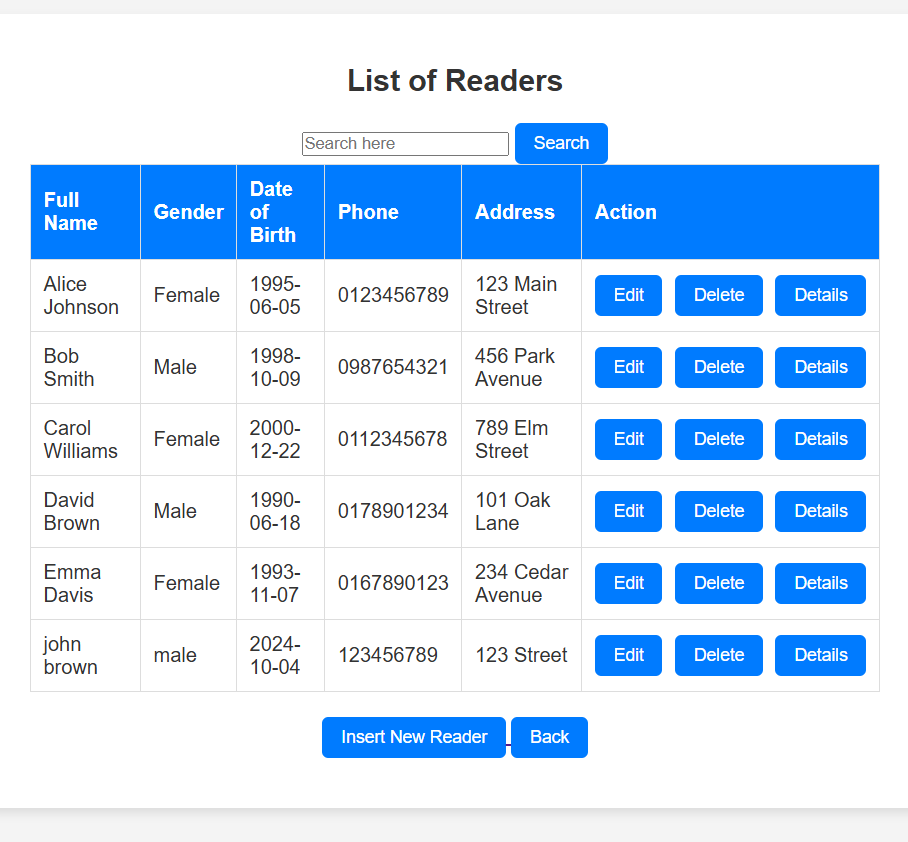 List of Readers
Search here Search
Full Name Gender Date of Birth Phone Address Action
Alice Johnson Female 1995-06-05 0123456789 123 Main Street Edit Delete Details
Bob Smith Male 1998-10-09 0987654321 456 Park Avenue Edit Delete Details
Carol Williams Female 2000-12-22 0112345678 789 Elm Street Edit Delete Details
David Brown Male 1990-06-18 0178901234 101 Oak Lane Edit Delete Details
Emma Davis Female 1993-11-07 0167890123 234 Cedar Avenue Edit Delete Details
john brown male 2024-10-04 123456789 123 Street Edit Delete Details
Insert New Reader Back